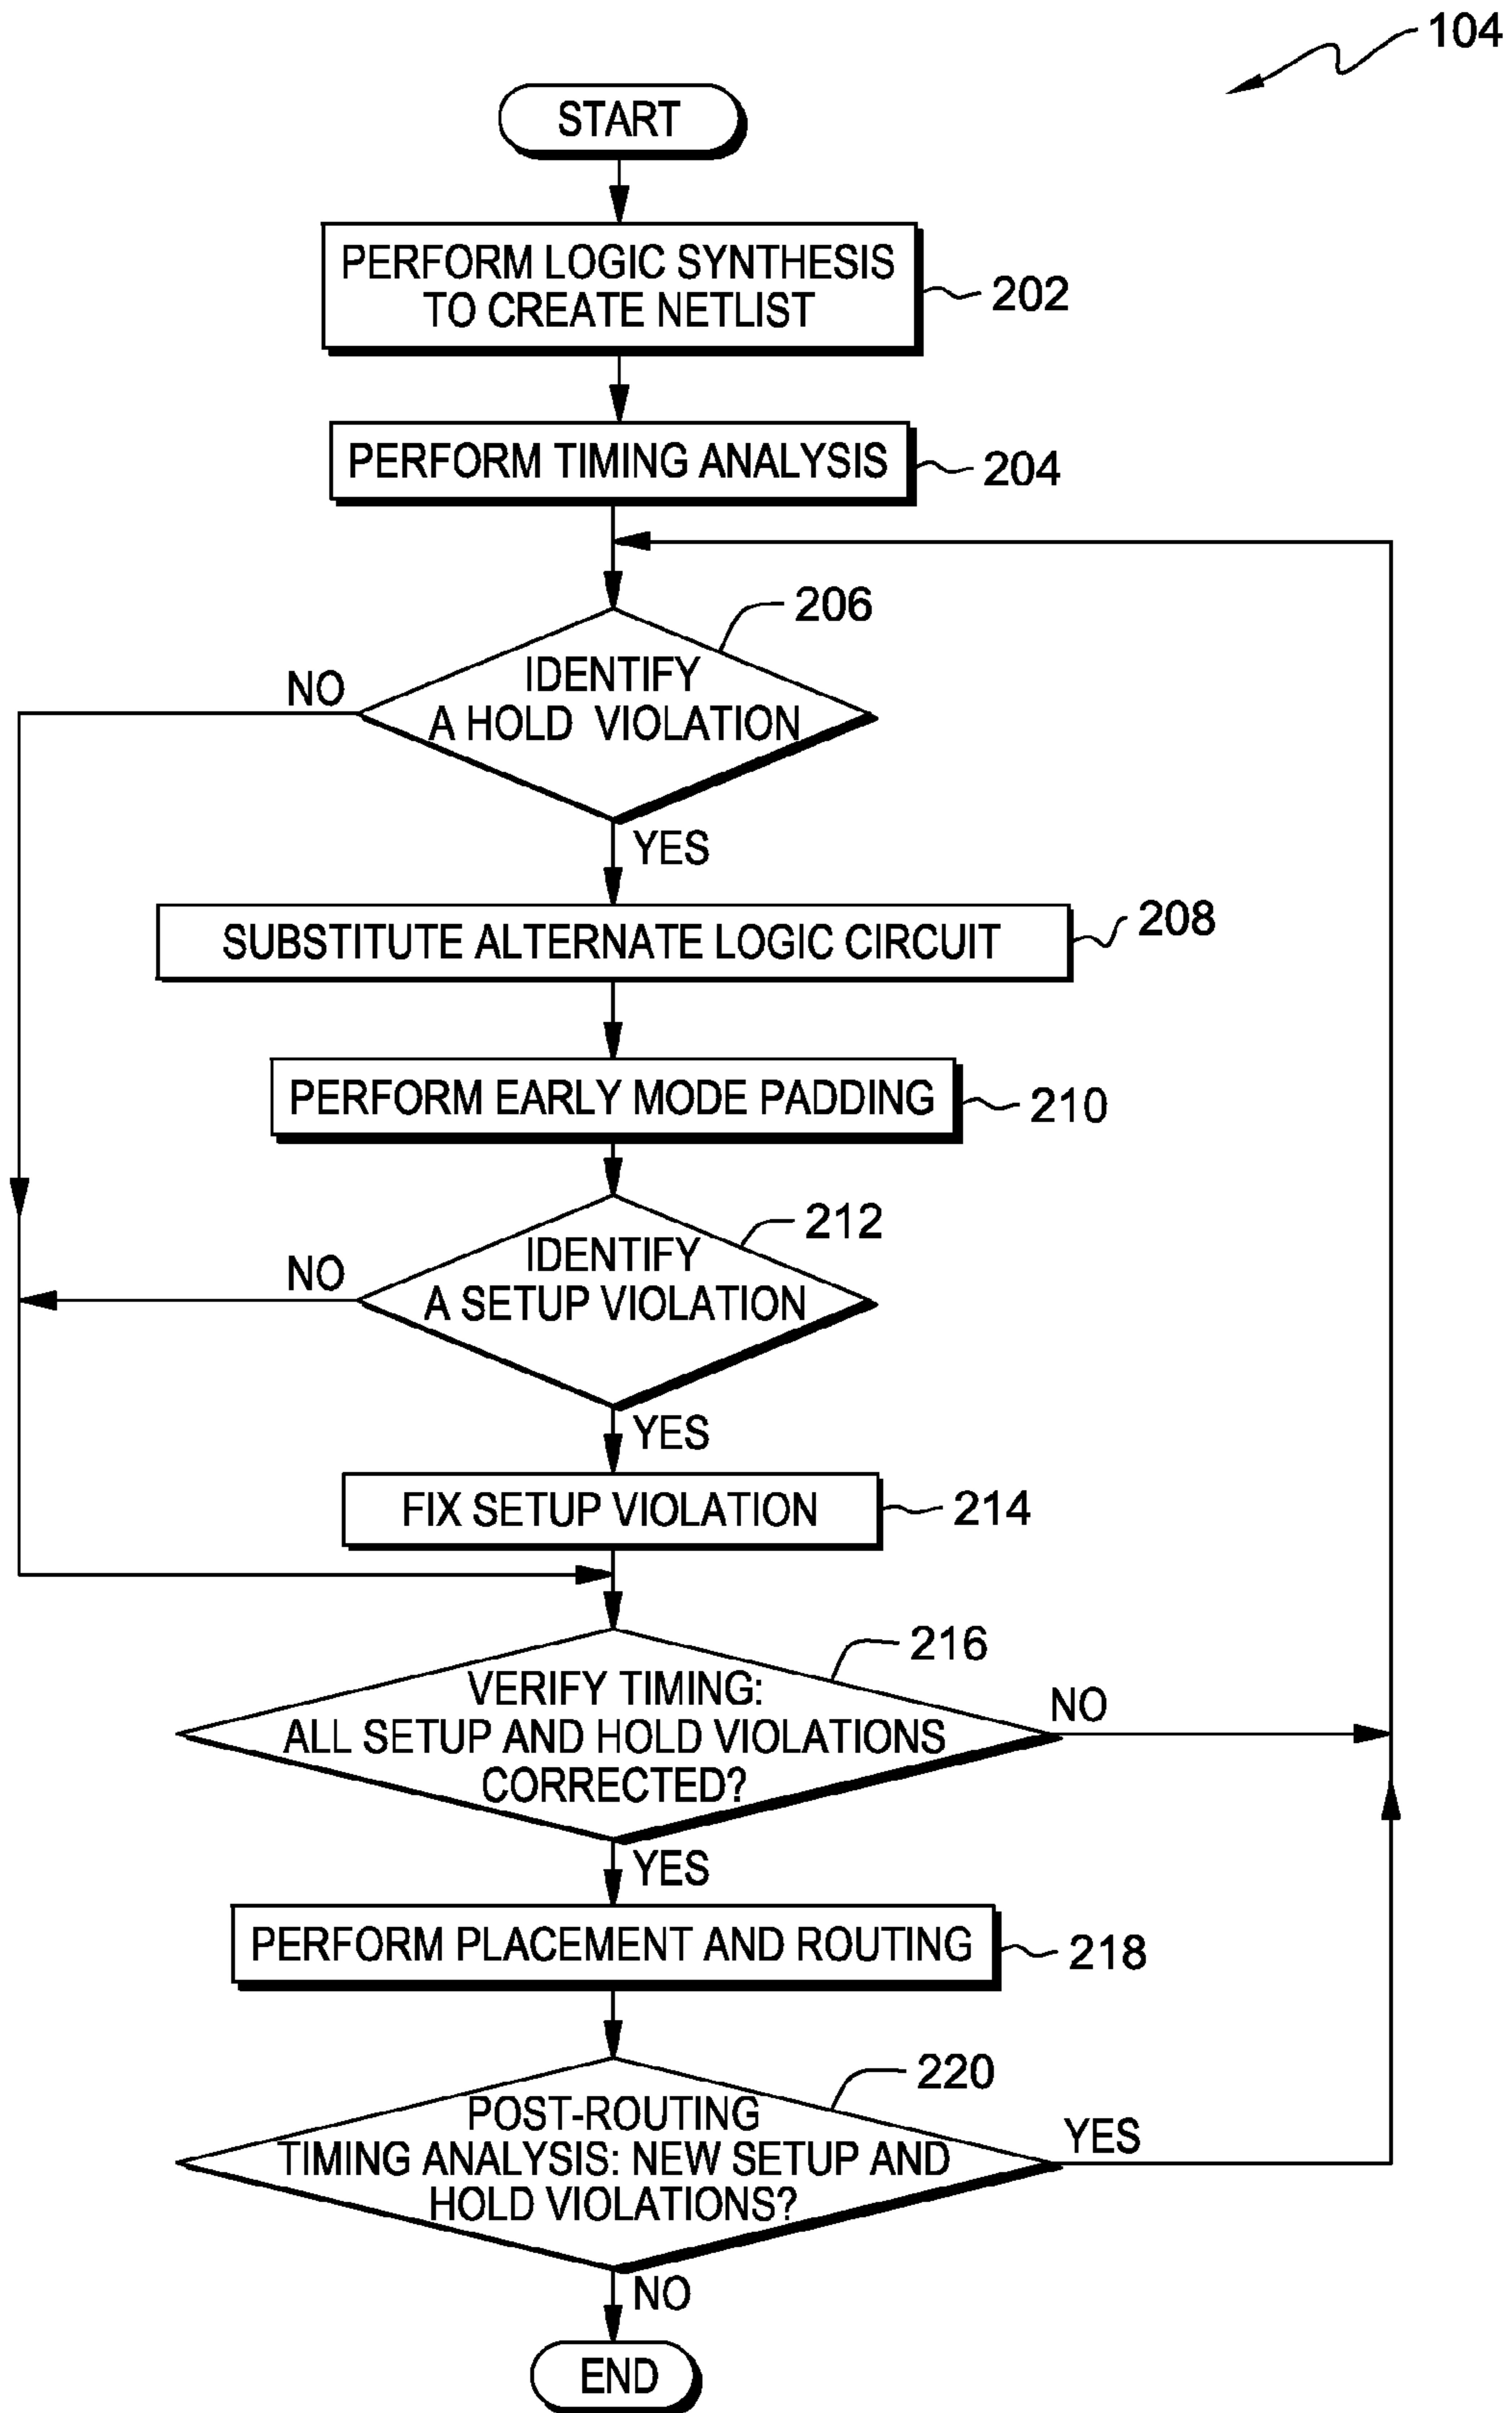 104
START
PERFORM LOGIC SYNTHESIS
TO CREATE NETLIST
202
PERFORM TIMING ANALYSIS
204
206
IDENTIFY
A HOLD VIOLATION
NO
YES
SUBSTITUTE ALTERNATE LOGIC CIRCUIT
208
PERFORM EARLY MODE PADDING
210
212
IDENTIFY
A SETUP VIOLATION
NO
YES
FIX SETUP VIOLATION
214
216
VERIFY TIMING:
ALL SETUP AND HOLD VIOLATIONS
CORRECTED?
NO
YES
PERFORM PLACEMENT AND ROUTING
218
220
POST-ROUTING
TIMING ANALYSIS: NEW SETUP AND
HOLD VIOLATIONS?
YES
NO
END